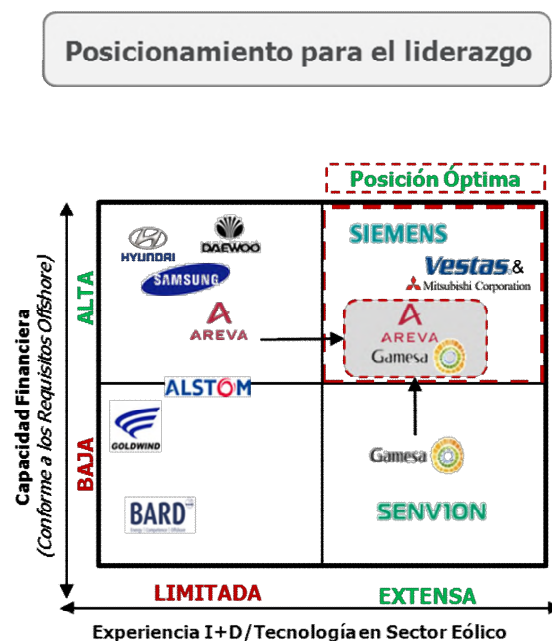 Posicionamiento para el liderazgo
Posición Óptima
Capacidad Financiera
(Conforme a los Requisitos Offshore)
ALTA
BAJA
HYUNDAI
DAEWOO
SAMSUNG
AREVA
SIEMENS
Vestas &
Mitsubishi Corporation
AREVA
Gamesa
ALSTOM
GOLDWIND
BARD
Gamesa
SENVION
LIMITADA
EXTENSA
Experiencia I+D/Tecnología en Sector Eólico